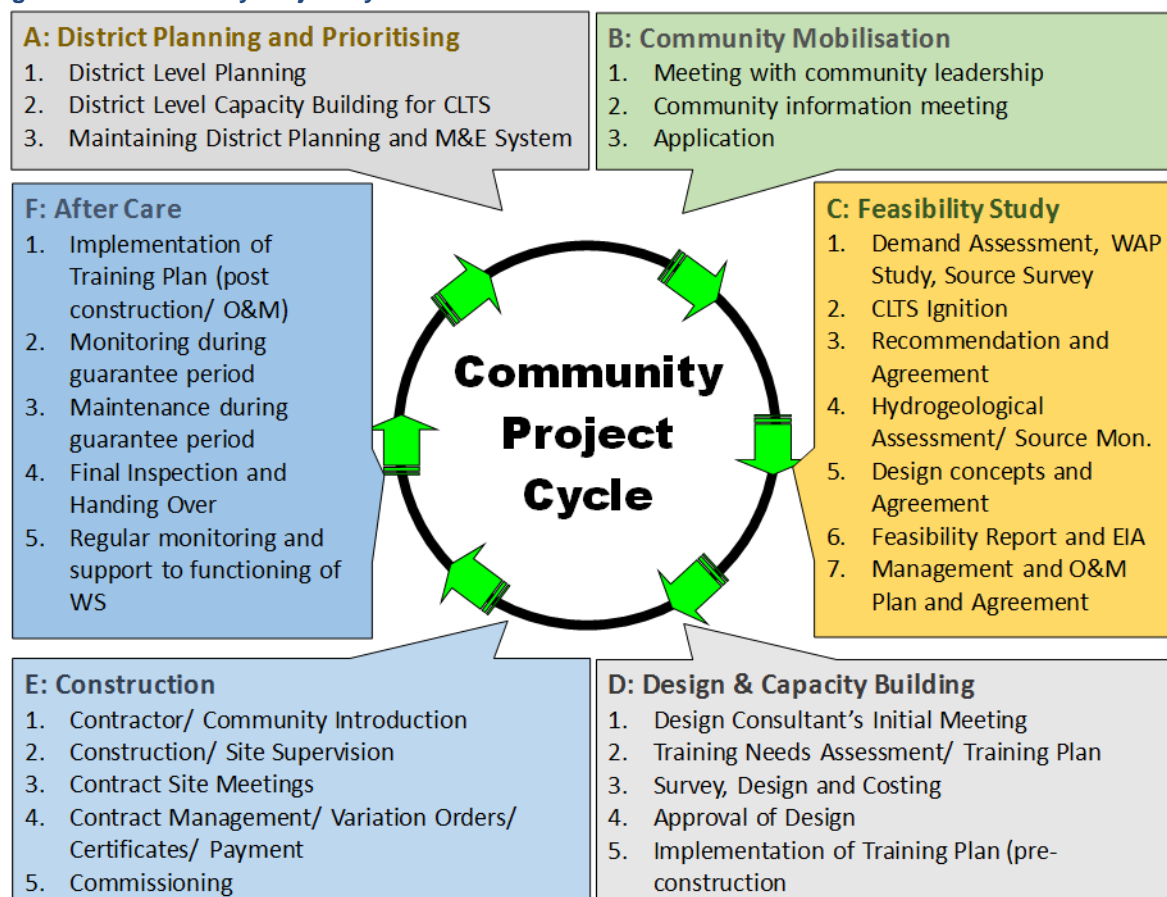 A: District Planning and Prioritising
1. District Level Planning
2. District Level Capacity Building for CLTS
3. Maintaining District Planning and M&E System
B: Community Mobilisation
1. Meeting with community leadership
2. Community information meeting
3. Application
F: After Care
1. Implementation of
Training Plan (post
construction/ O&M)
2. Monitoring during
guarantee period
3. Maintenance during
guarantee period
4. Final Inspection and
Handing Over
5. Regular monitoring and
support to functioning of
WS
Community
Project
Cycle
C: Feasibility Study
1. Demand Assessment, WAP
Study, Source Survey
2. CLTS Ignition
3. Recommendation and
Agreement
4. Hydrogeological
Assessment/ Source Mon.
5. Design concepts and
Agreement
6. Feasibility Report and EIA
7. Management and O&M
Plan and Agreement
E: Construction
1. Contractor/ Community Introduction
2. Construction/ Site Supervision
3. Contract Site Meetings
4. Contract Management/ Variation Orders/
Certificates/ Payment
5. Commissioning
D: Design & Capacity Building
1. Design Consultant's Initial Meeting
2. Training Needs Assessment/ Training Plan
3. Survey, Design and Costing
4. Approval of Design
5. Implementation of Training Plan (pre-
construction